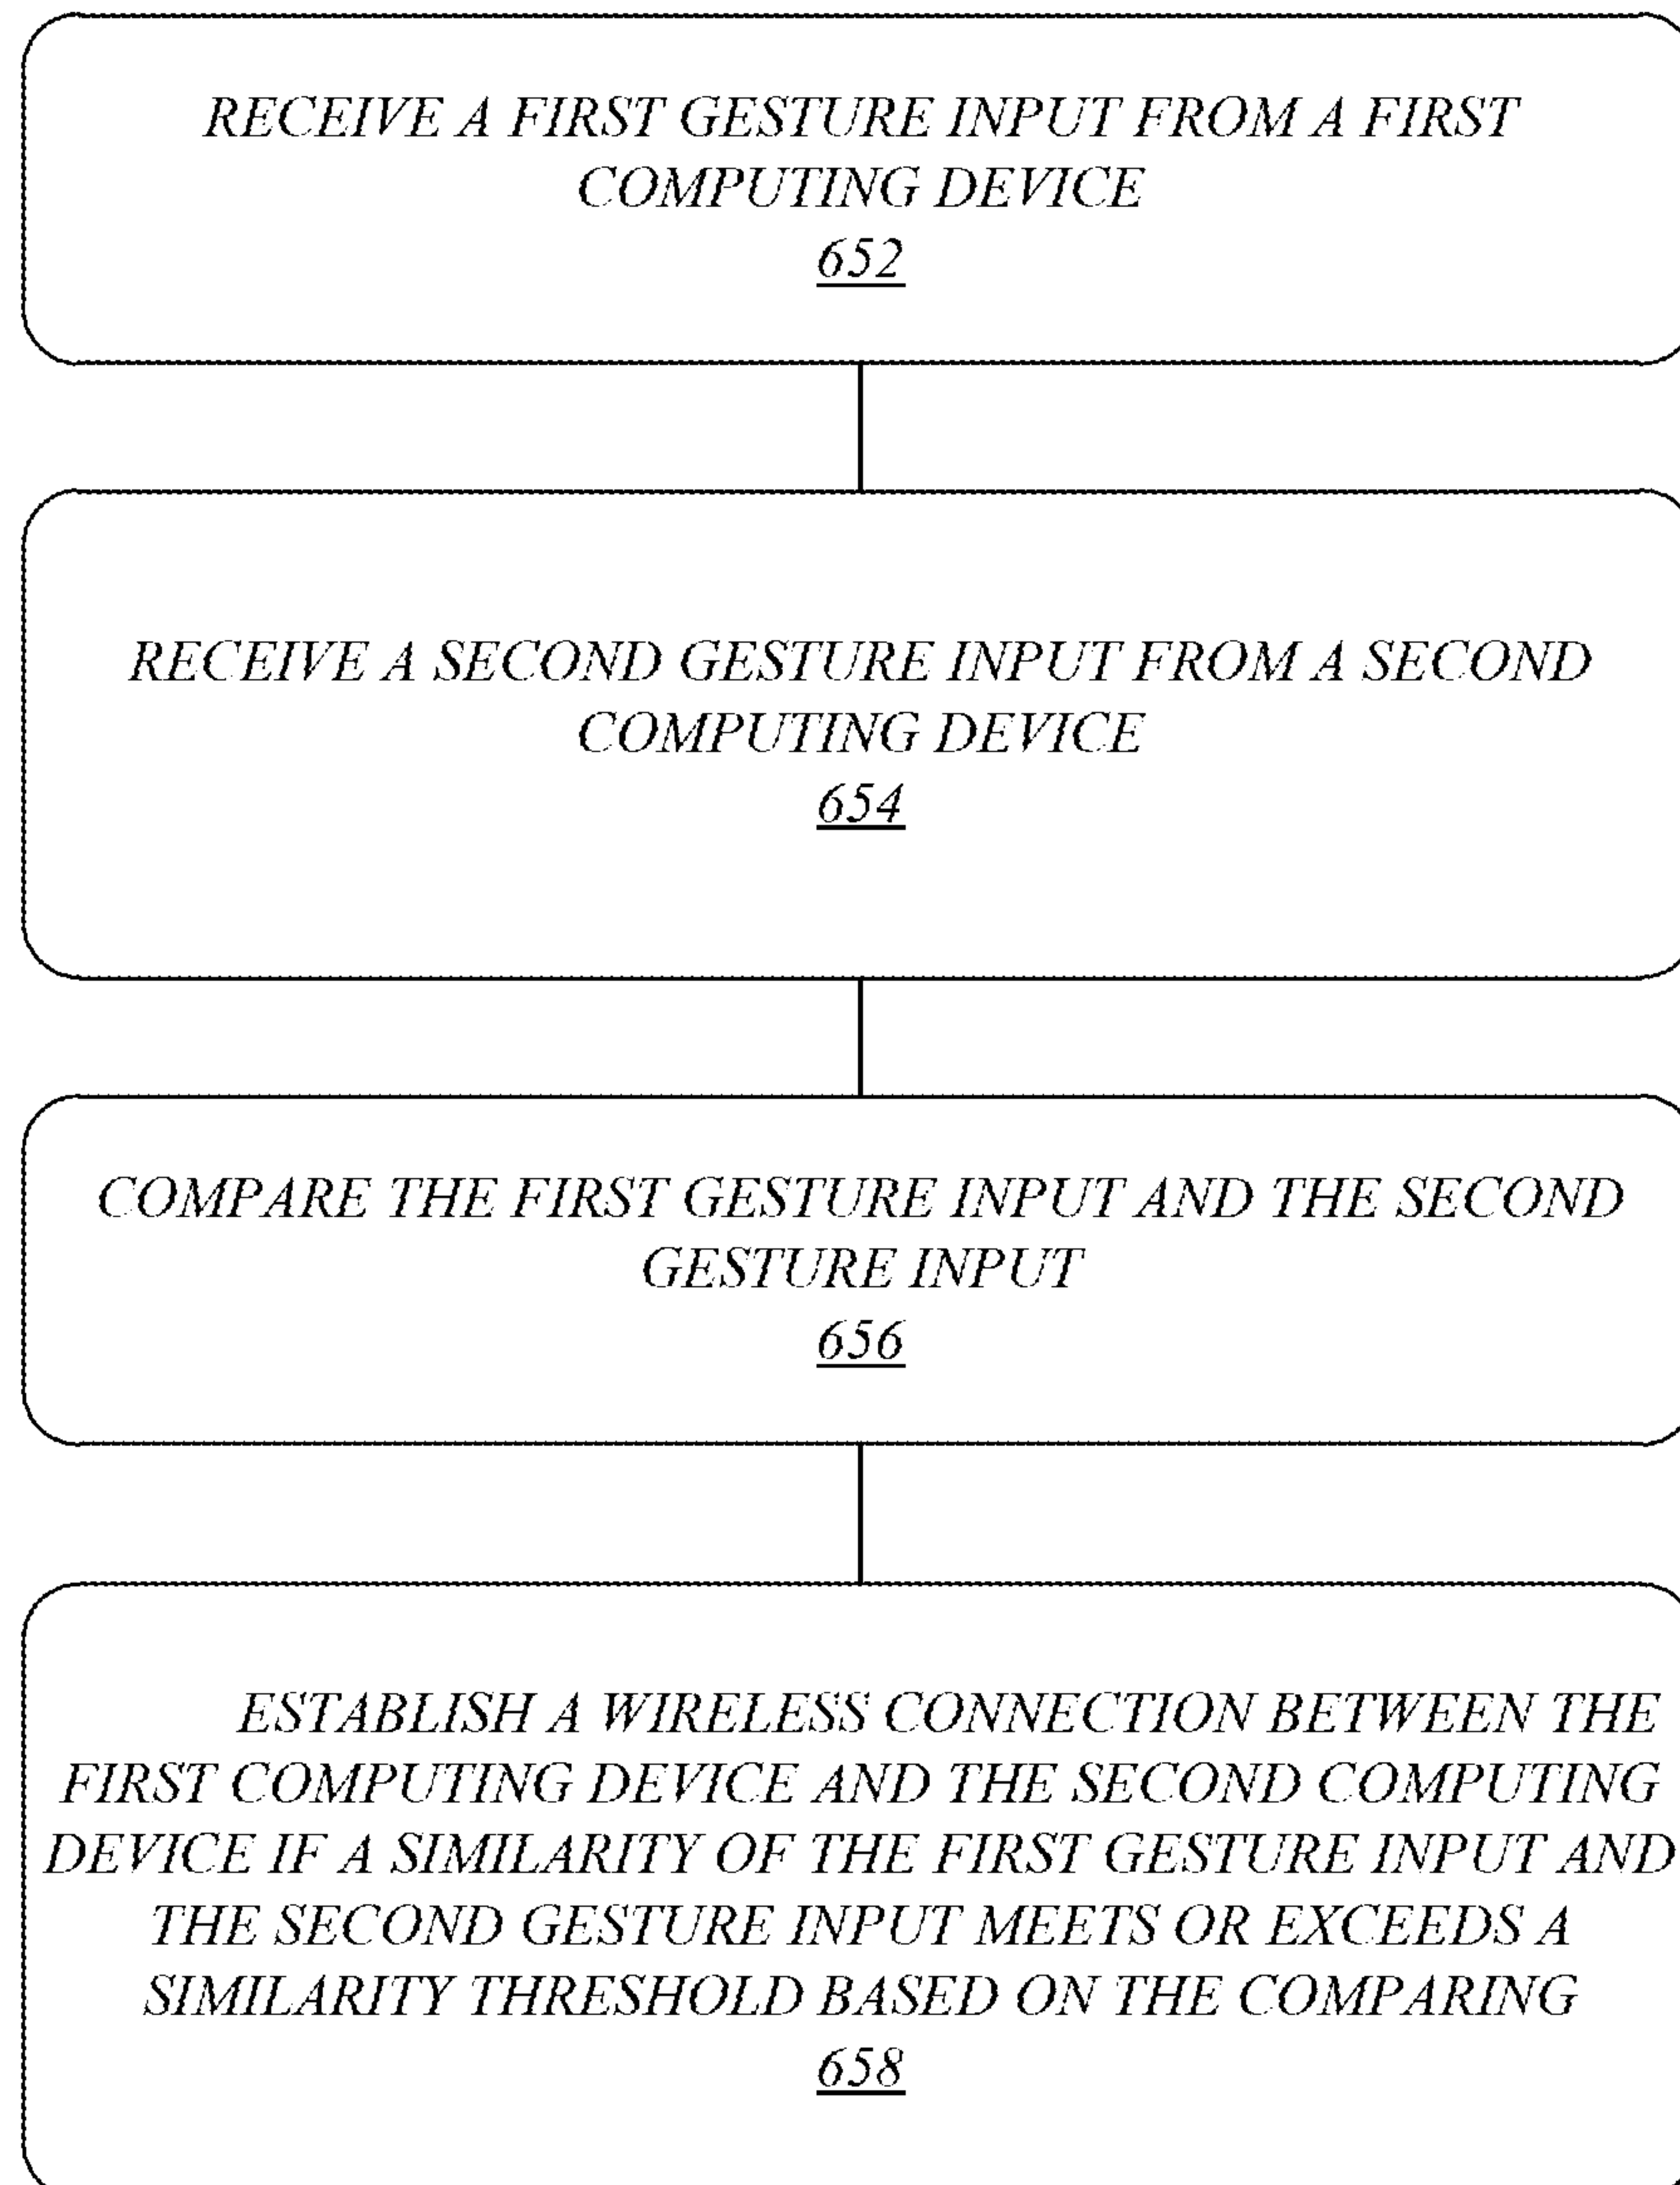 RECEIVE A FIRST GESTURE INPUT FROM A FIRST
COMPUTING DEVICE
652
RECEIVE A SECOND GESTURE INPUT FROM A SECOND
COMPUTING DEVICE
654
COMPARE THE FIRST GESTURE INPUT AND THE SECOND
GESTURE INPUT
656
ESTABLISH A WIRELESS CONNECTION BETWEEN THE
FIRST COMPUTING DEVICE AND THE SECOND COMPUTING
DEVICE IF A SIMILARITY OF THE FIRST GESTURE INPUT AND
THE SECOND GESTURE INPUT MEETS OR EXCEEDS A
SIMILARITY THRESHOLD BASED ON THE COMPARING
658